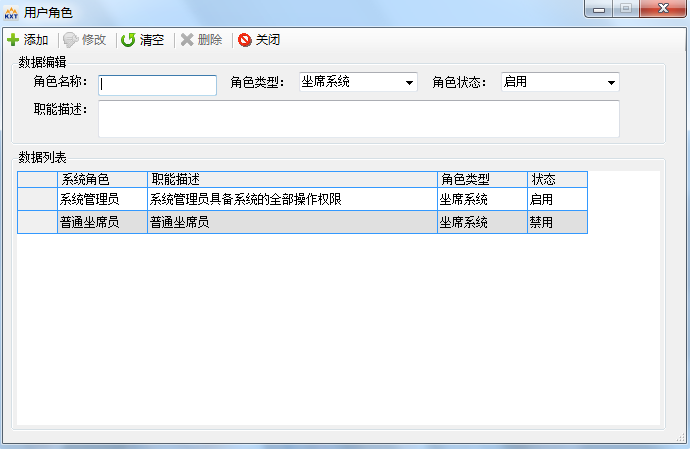 KXT 用户角色
添加 修改 清空 删除 关闭
数据编辑
角色名称： 角色类型： 坐席系统 角色状态： 启用
职能描述：
数据列表
系统角色 职能描述 角色类型 状态
系统管理员 系统管理员具备系统的全部操作权限 坐席系统 启用
普通坐席员 普通坐席员 坐席系统 禁用